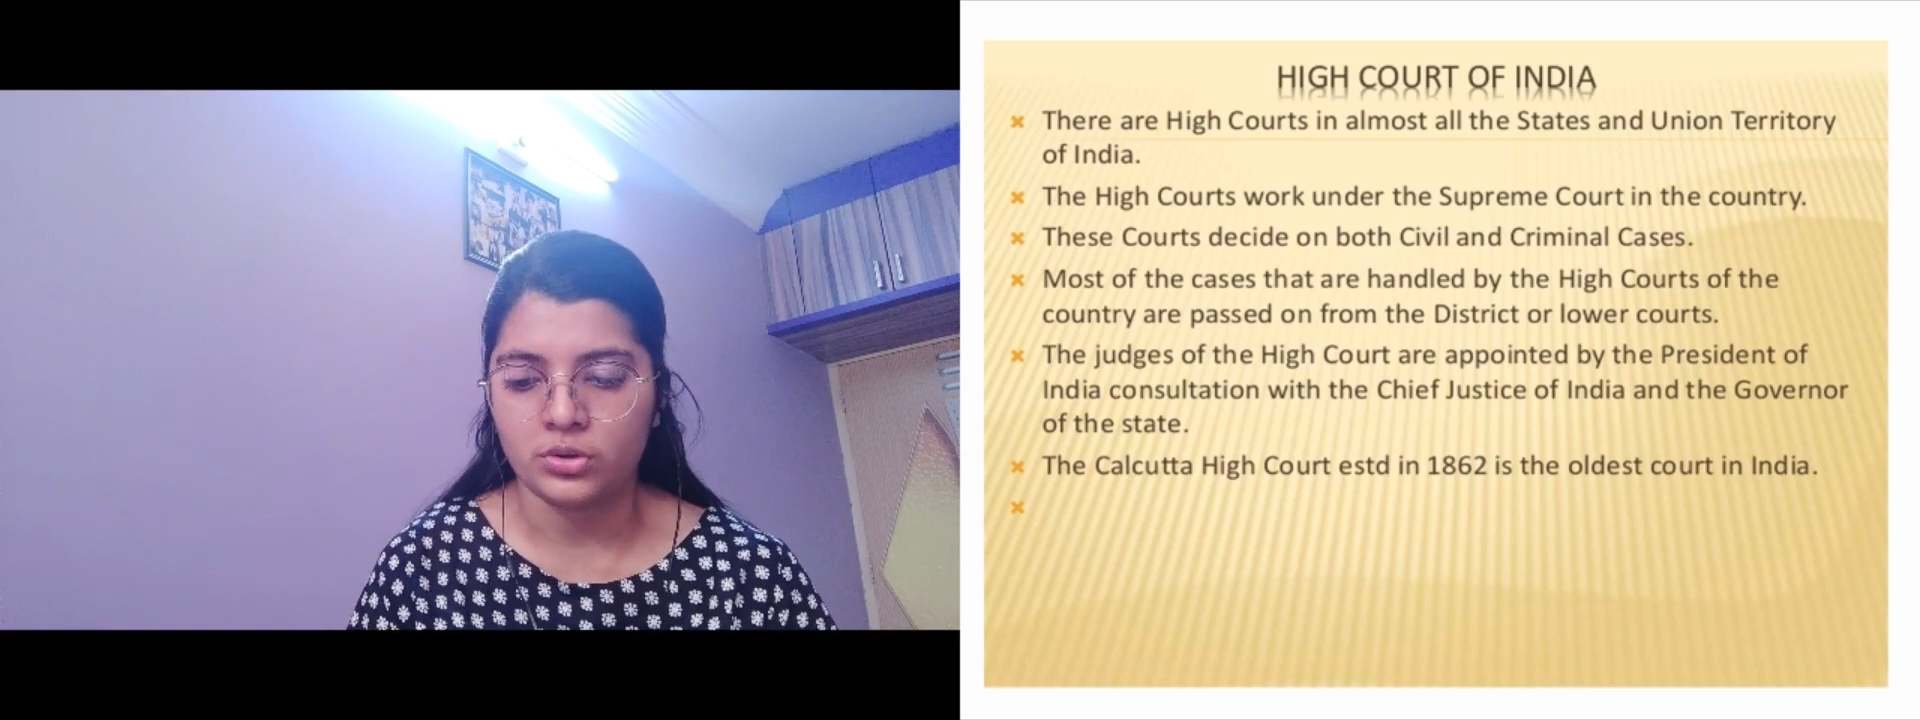 HIGH COURT OF INDIA
There are High Courts in almost all the States and Union Territory
of India.
The High Courts work under the Supreme Court in the country.
These Courts decide on both Civil and Criminal Cases.
Most of the cases that are handled by the High Courts of the
country are passed on from the District or lower courts.
The judges of the High Court are appointed by the President of
India consultation with the Chief Justice of India and the Governor
of the state.
The Calcutta High Court estd in 1862 is the oldest court in India.